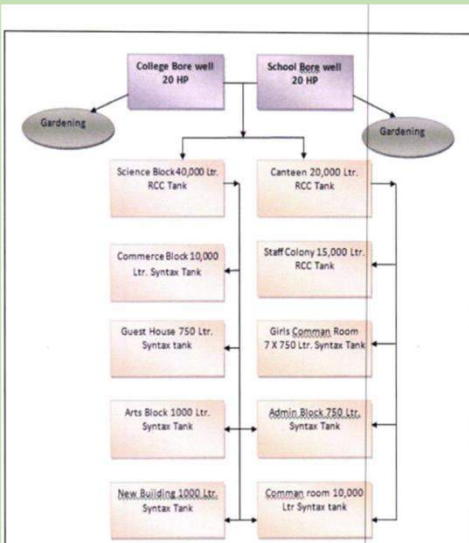 College Bore well
20 HP
School Bore well
20 HP
Gardening
Gardening
Science Block 40,000 Ltr.
RCC Tank
Canteen 20,000 Ltr.
RCC Tank
Commerce Block 10,000
Ltr. Syntax Tank
Staff Colony 15,000 Ltr.
RCC Tank
Guest House 750 Ltr.
Syntax tank
Girls Comman Room
7 X 750 Ltr. Syntax Tank
Arts Block 1000 Ltr.
Syntax Tank
Admin Block 750 Ltr.
Syntax Tank
New Building 1000 Ltr.
Syntax Tank
Comman room 10,000
Ltr Syntax tank